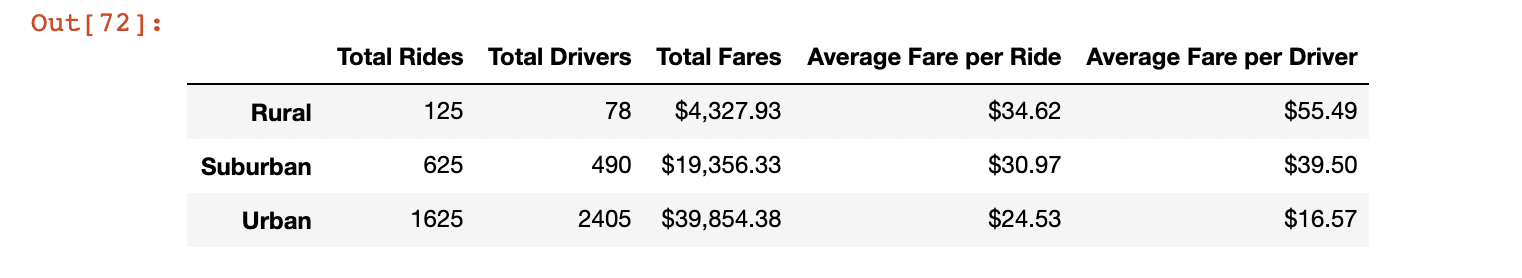 Out[72]:
Total Rides Total Drivers Total Fares Average Fare per Ride Average Fare per Driver
Rural 125 78 $4,327.93 $34.62 $55.49
Suburban 625 490 $19,356.33 $30.97 $39.50
Urban 1625 2405 $39,854.38 $24.53 $16.57